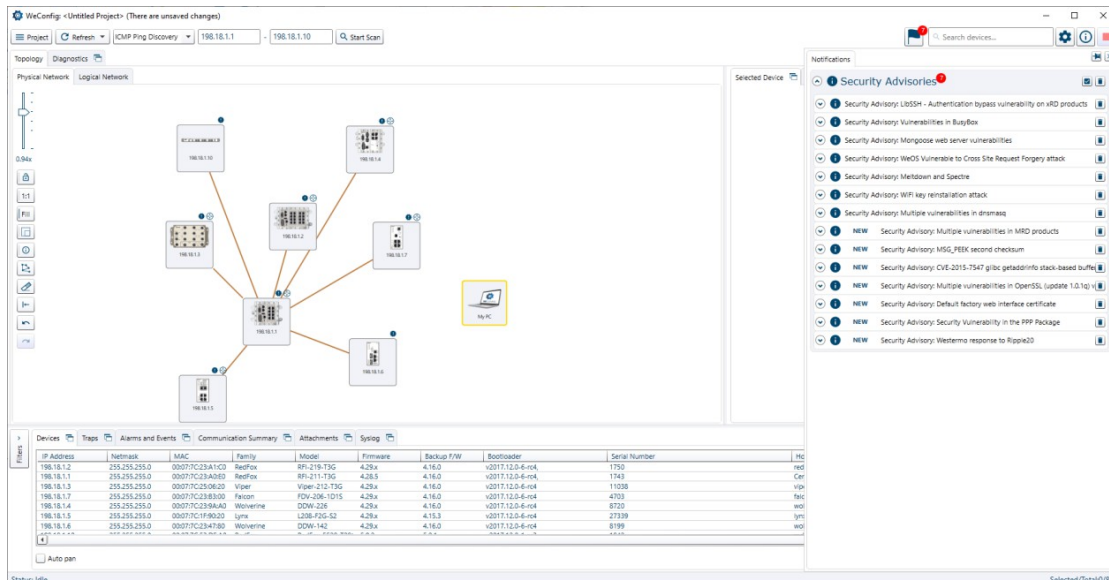 WeConfig: <Untitled Project> (There are unsaved changes)
Project Refresh ICMP Ping Discovery 198.18.1.1 - 198.18.1.10 Start Scan
7 Search devices...
Topology Diagnostics
Physical Network Logical Network
0.94x
1:1
Fill
198.18.1.10
198.18.1.4
198.18.1.2
198.18.1.3
198.18.1.7
198.18.1.1
My PC
198.18.1.6
198.18.1.5
Selected Device
Notifications
Security Advisories 7
Security Advisory: LibSSH - Authentication bypass vulnerability on xRD products
Security Advisory: Vulnerabilities in BusyBox
Security Advisory: Mongoose web server vulnerabilities
Security Advisory: WeOS Vulnerable to Cross Site Request Forgery attack
Security Advisory: Meltdown and Spectre
Security Advisory: WiFi key reinstallation attack
Security Advisory: Multiple vulnerabilities in dnsmasq
NEW Security Advisory: Multiple vulnerabilities in MRD products
NEW Security Advisory: MSG_PEEK second checksum
NEW Security Advisory: CVE-2015-7547 glibc getaddrinfo stack-based buffe
NEW Security Advisory: Multiple vulnerabilities in OpenSSL (update 1.0.1q) v
NEW Security Advisory: Default factory web interface certificate
NEW Security Advisory: Security Vulnerability in the PPP Package
NEW Security Advisory: Westermo response to Ripple20
Filters
Devices Traps Alarms and Events Communication Summary Attachments Syslog
IP Address Netmask MAC Family Model Firmware Backup F/W Bootloader Serial Number Ho
198.18.1.2 255.255.255.0 00:07:7C:23:A1:C0 RedFox RFI-219-T3G 4.29.x 4.16.0 v2017.12.0-6-rc4, 1750 red
198.18.1.1 255.255.255.0 00:07:7C:23:A0:E0 RedFox RFI-211-T3G 4.28.5 4.16.0 v2017.12.0-6-rc4, 1743 Cer
198.18.1.3 255.255.255.0 00:07:7C:25:06:20 Viper Viper-212-T3G 4.29.x 4.16.0 v2017.12.0-6-rc4 11038 vipe
198.18.1.7 255.255.255.0 00:07:7C:23:B3:00 Falcon FDV-206-1D1S 4.29.x 4.16.0 v2017.12.0-6-rc4 4703 falc
198.18.1.4 255.255.255.0 00:07:7C:23:9A:A0 Wolverine DDW-226 4.29.x 4.16.0 v2017.12.0-6-rc4 8720 wol
198.18.1.5 255.255.255.0 00:07:7C:1F:90:20 Lynx L208-F2G-S2 4.29.x 4.15.3 v2017.12.0-6-rc4 27339 lyn
198.18.1.6 255.255.255.0 00:07:7C:23:47:80 Wolverine DDW-142 4.29.x 4.16.0 v2017.12.0-6-rc4 8199 wol
Auto pan
Status: Idle